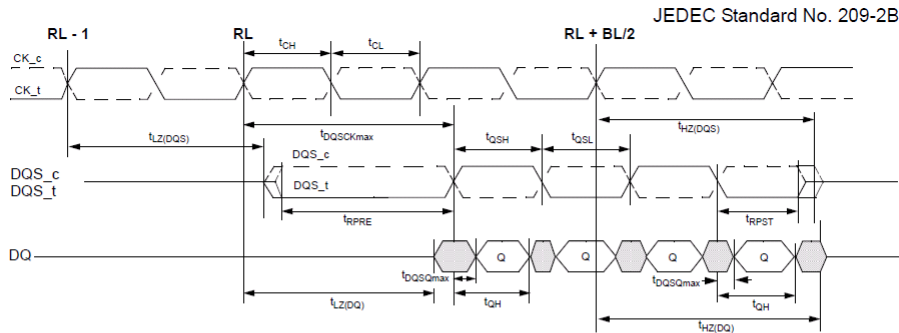 JEDEC Standard No. 209-2B
RL - 1 RL RL + BL/2
tCH tCL
CK_c
CK_t
tLZ(DQS) tDQSCKmax tHZ(DQS)
tQSH tQSL
DQS_c
DQS_c
DQS_t
DQS_t
tRPRE tRPST
DQ Q Q Q Q
tDQSQmax tDQSQmax
tLZ(DQ) tQH tQH
tHZ(DQ)